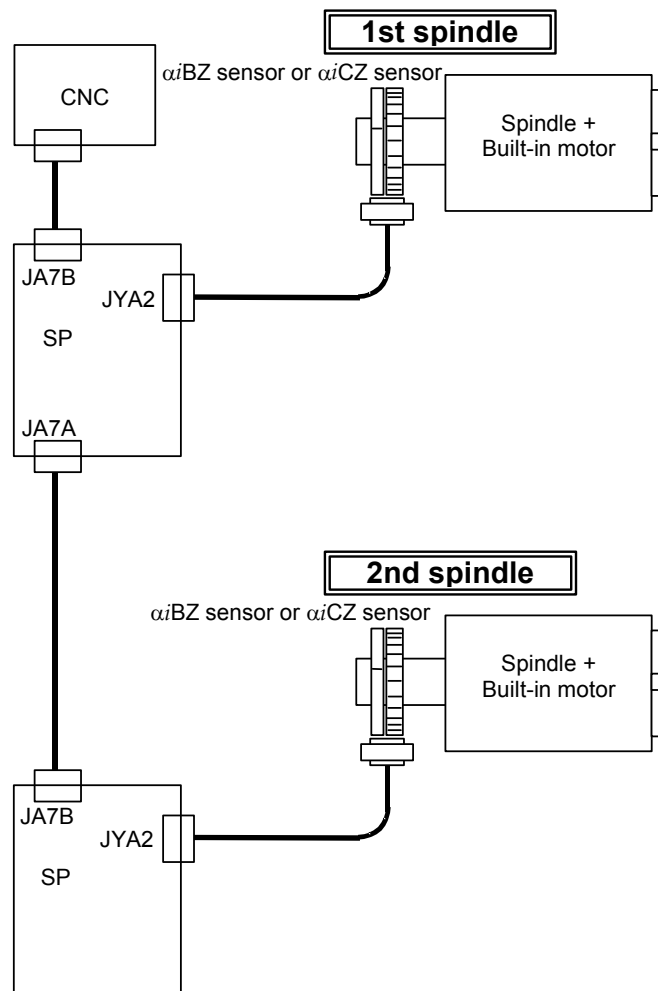 1st spindle
αiBZ sensor or αiCZ sensor
CNC
Spindle +
Built-in motor
JA7B
JYA2
SP
JA7A
2nd spindle
αiBZ sensor or αiCZ sensor
Spindle +
Built-in motor
JA7B
JYA2
SP